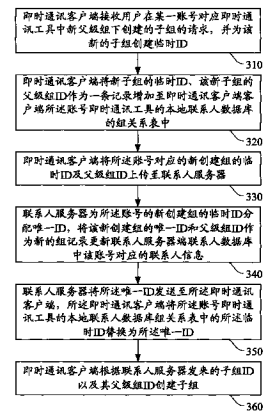 即时通讯客户端接收用户在某一账号对应即时通
讯工具中新父级组下创建的子组的请求，并为该
新的子组创建临时ID
310
即时通讯客户端将新子组的临时ID、该新子组的
父级组ID作为一条记录增加至即时通讯客户端客
户端所述账号即时通讯工具的本地联系人数据库
的组关系表中
320
即时通讯客户端将所述账号对应的新创建组的临
时ID及父级组ID上传至联系人服务器
330
联系人服务器为所述账号的新创建组的临时ID分
配唯一ID，将该新创建组的唯一ID和父级组ID作
为新的组记录更新联系人服务器端联系人数据库
中该账号对应的联系人信息
340
联系人服务器将所述唯一ID发送至所述即时通讯
客户端；所述即时通讯客户端将所述账号即时通
讯工具的本地联系人数据库组关系表中的所述临
时ID替换为所述唯一ID
350
即时通讯客户端根据联系人服务器发来的子组ID
以及其父级组ID创建子组
360